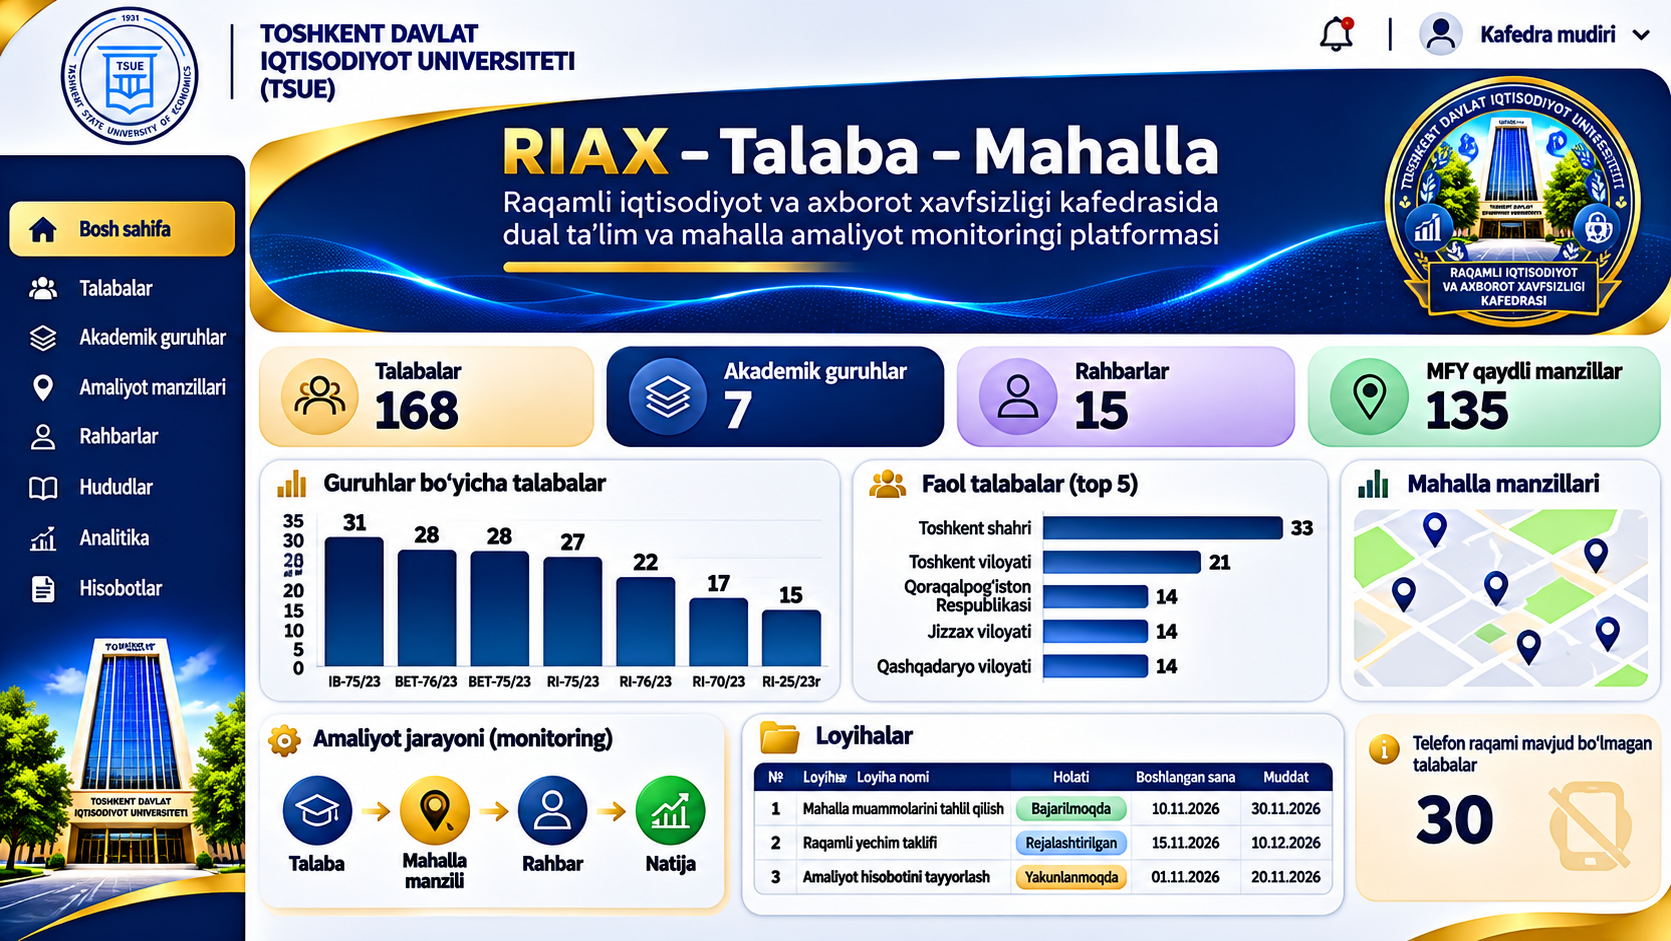 1931
TSUE
TASHKENT STATE UNIVERSITY OF ECONOMICS
TOSHKENT DAVLAT
IQTISODIYOT UNIVERSITETI
(TSUE)
Kafedra mudiri
RIAX – Talaba – Mahalla
Raqamli iqtisodiyot va axborot xavfsizligi kafedrasida
dual ta’lim va mahalla amaliyot monitoringi platformasi
TOSHKENT DAVLAT IQTISODIYOT
RAQAMLI IQTISODIYOT
VA AXBOROT XAVFSIZLIGI
KAFEDRASI
Bosh sahifa
Talabalar
Akademik guruhlar
Amaliyot manzillari
Rahbarlar
Hududlar
Analitika
Hisobotlar
TOSHKENT DAVLAT
IQTISODIYOT UNIVERSITETI
Talabalar
168
Akademik guruhlar
7
Rahbarlar
15
MFY qaydli manzillar
135
Guruhlar bo‘yicha talabalar
35
30
20
15
10
5
0
31
28
28
27
22
17
15
IB-75/23
BET-76/23
BET-75/23
RI-75/23
RI-76/23
RI-70/23
RI-25/23r
Faol talabalar (top 5)
Toshkent shahri 33
Toshkent viloyati 21
Qoraqalpog‘iston
Respublikasi 14
Jizzax viloyati 14
Qashqadaryo viloyati 14
Mahalla manzillari
Amaliyot jarayoni (monitoring)
Talaba
Mahalla
manzili
Rahbar
Natija
Loyihalar
№ Loyiha nomi Holati Boshlangan sana Muddat
1 Mahalla muammolarini tahlil qilish Bajarilmoqda 10.11.2026 30.11.2026
2 Raqamli yechim taklifi Rejalashtirilgan 15.11.2026 10.12.2026
3 Amaliyot hisobotini tayyorlash Yakunlanmoqda 01.11.2026 20.11.2026
Telefon raqami mavjud bo‘lmagan
talabalar
30